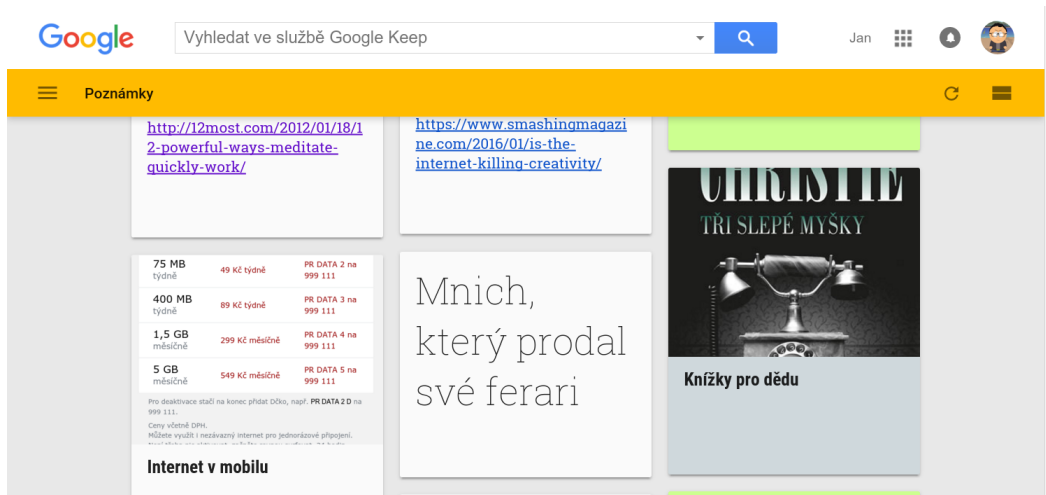 Google
Vyhledat ve službě Google Keep
Jan
Poznámky
http://12most.com/2012/01/18/1
2-powerful-ways-meditate-
quickly-work/
https://www.smashingmagazi
ne.com/2016/01/is-the-
internet-killing-creativity/
CHRISTIE
TŘI SLEPÉ MYŠKY
Knížky pro dědu
75 MB týdně 49 Kč týdně PR DATA 2 na 999 111
400 MB týdně 89 Kč týdně PR DATA 3 na 999 111
1,5 GB měsíčně 299 Kč měsíčně PR DATA 4 na 999 111
5 GB měsíčně 549 Kč měsíčně PR DATA 5 na 999 111
Pro deaktivace stačí na konec přidat Dčko, např. PR DATA 2 D na
999 111.
Ceny včetně DPH.
Můžete využít i nezávazný internet pro jednorázové připojení.
Internet v mobilu
Mnich,
který prodal
své ferari